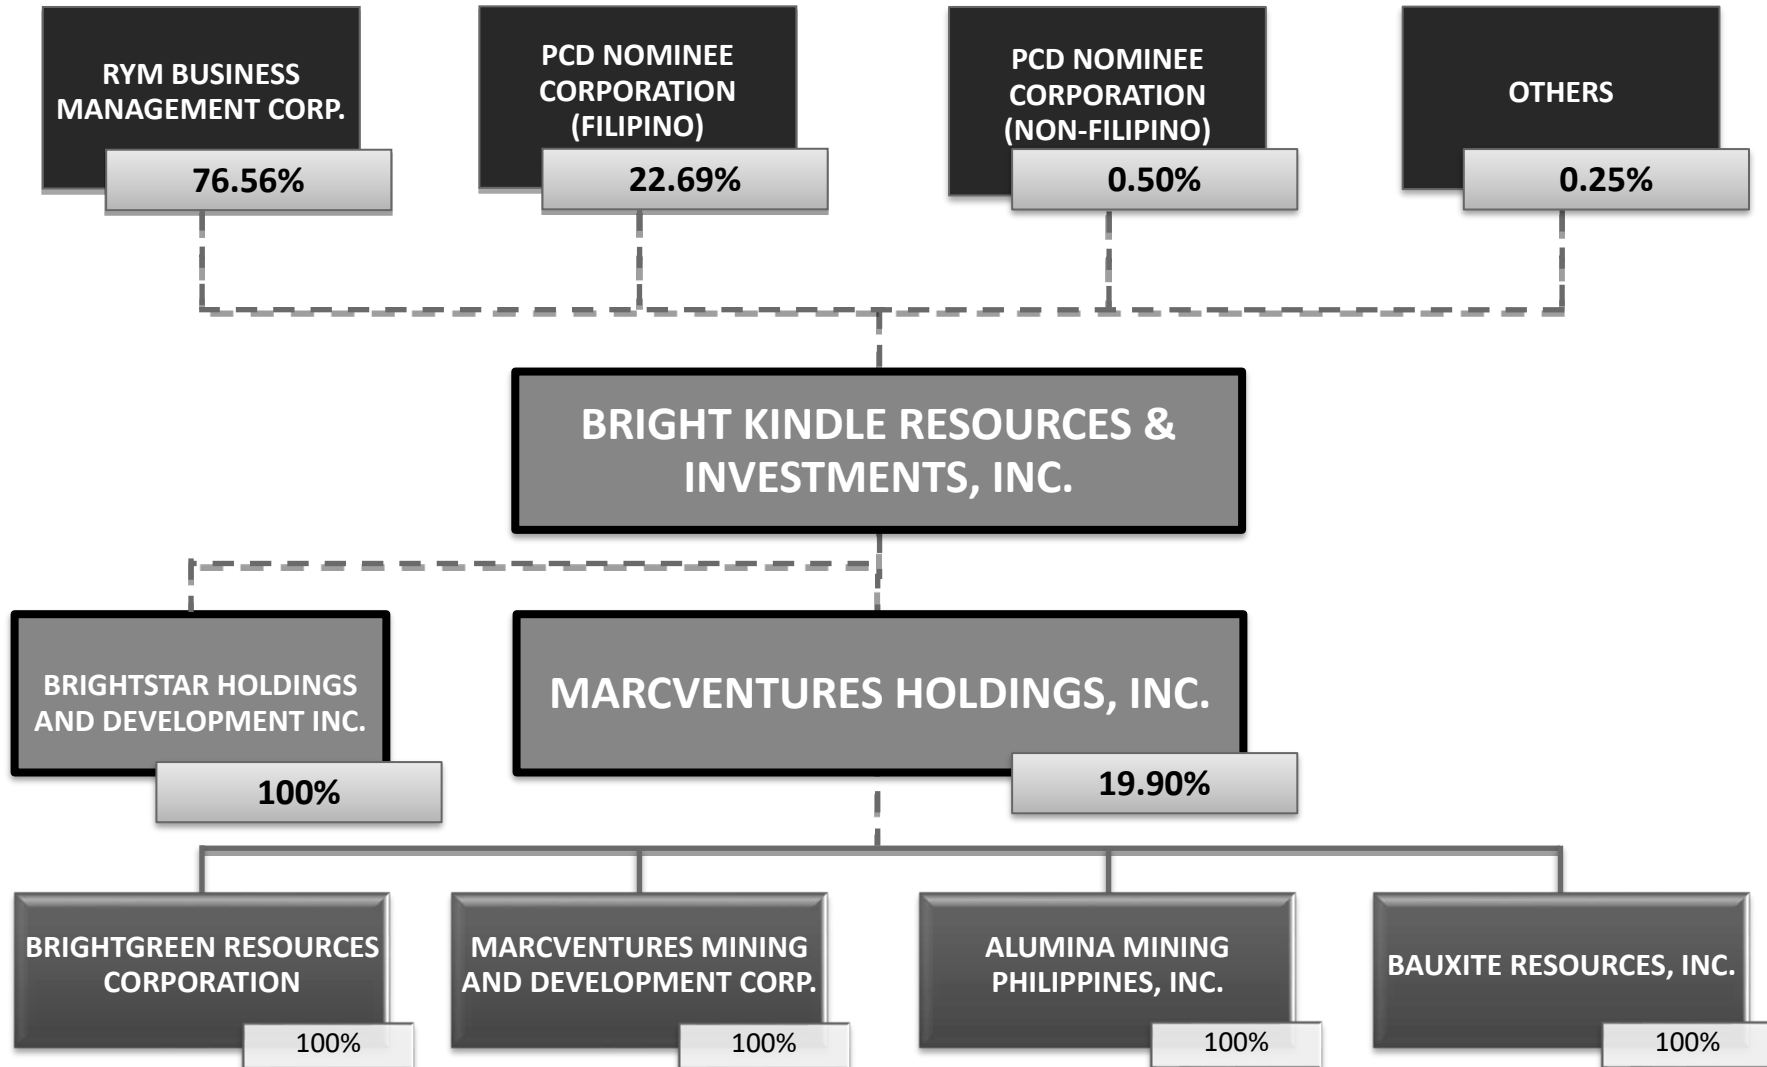 RYM BUSINESS
MANAGEMENT CORP.
76.56%
PCD NOMINEE
CORPORATION
(FILIPINO)
22.69%
PCD NOMINEE
CORPORATION
(NON-FILIPINO)
0.50%
OTHERS
0.25%
BRIGHT KINDLE RESOURCES &
INVESTMENTS, INC.
BRIGHTSTAR HOLDINGS
AND DEVELOPMENT INC.
100%
MARCVENTURES HOLDINGS, INC.
19.90%
BRIGHTGREEN RESOURCES
CORPORATION
100%
MARCVENTURES MINING
AND DEVELOPMENT CORP.
100%
ALUMINA MINING
PHILIPPINES, INC.
100%
BAUXITE RESOURCES, INC.
100%